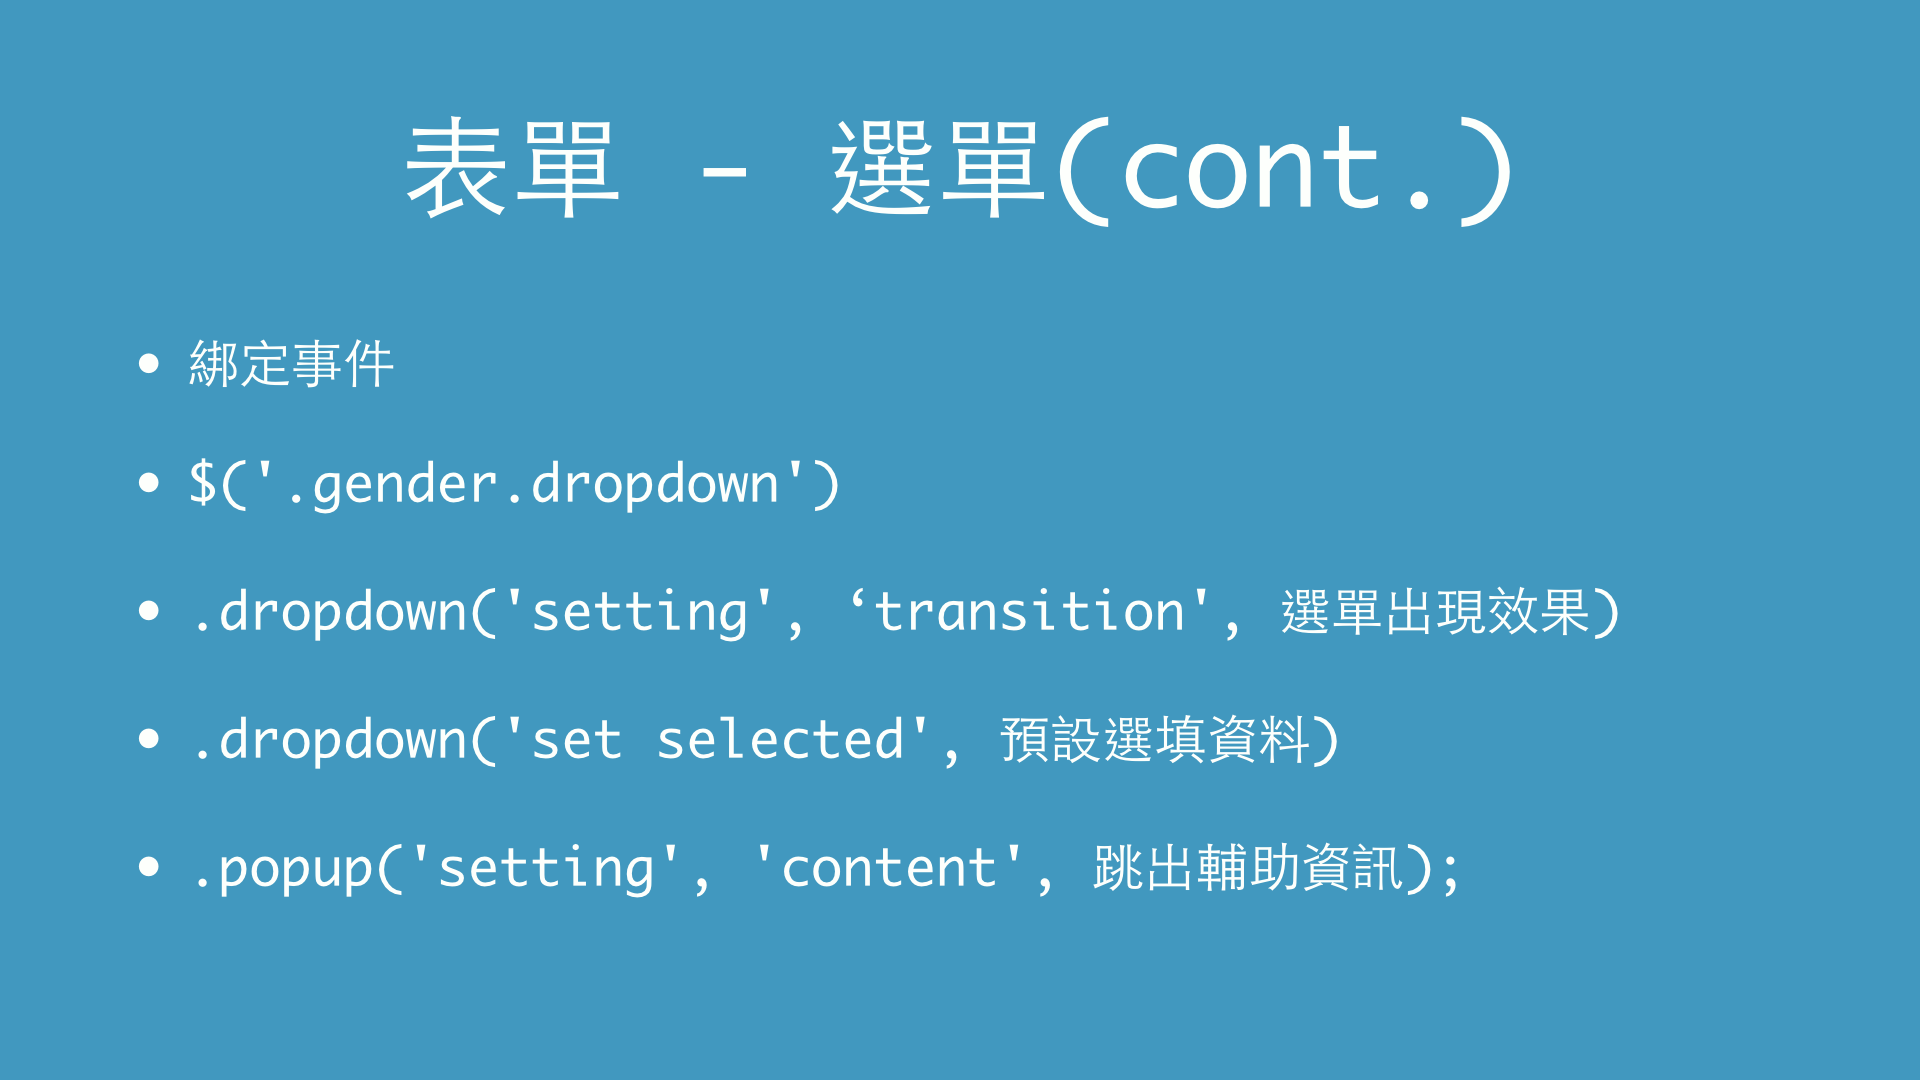 表單 - 選單(cont.)
• 綁定事件
• $('.gender.dropdown')
• .dropdown('setting', ‘transition', 選單出現效果)
• .dropdown('set selected', 預設選填資料)
• .popup('setting', 'content', 跳出輔助資訊);